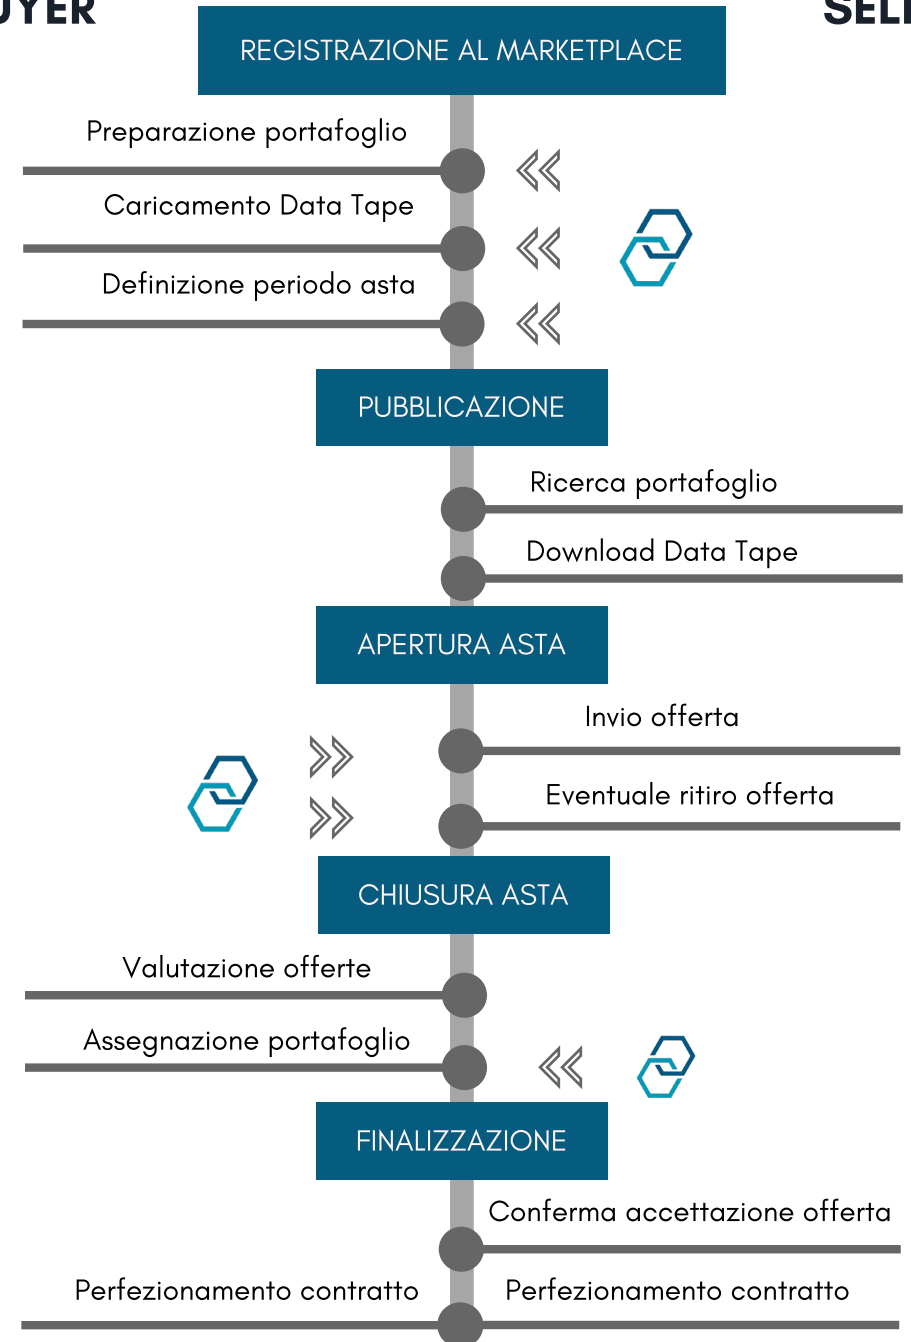 UYER
SELL
REGISTRAZIONE AL MARKETPLACE
Preparazione portafoglio
Caricamento Data Tape
Definizione periodo asta
PUBBLICAZIONE
Ricerca portafoglio
Download Data Tape
APERTURA ASTA
Invio offerta
Eventuale ritiro offerta
CHIUSURA ASTA
Valutazione offerte
Assegnazione portafoglio
FINALIZZAZIONE
Conferma accettazione offerta
Perfezionamento contratto
Perfezionamento contratto